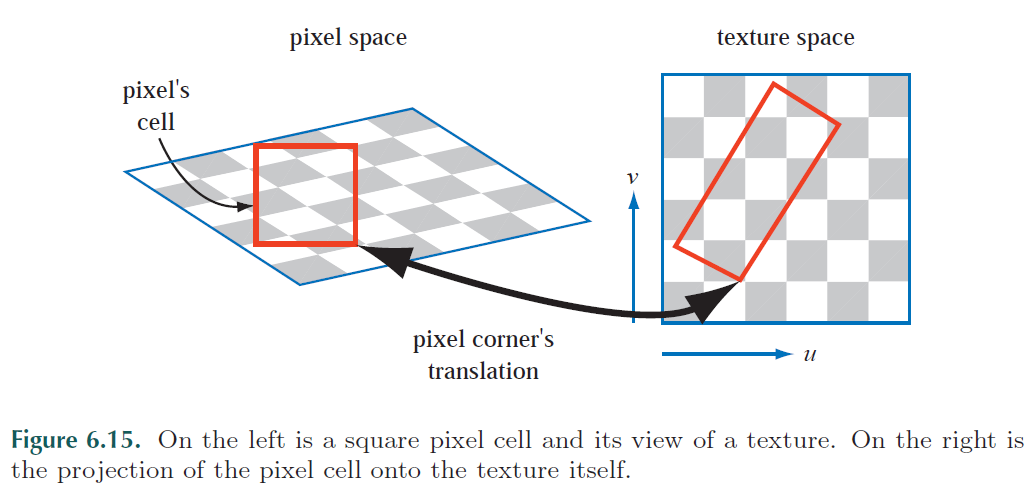 pixel space
texture space
pixel's
cell
v
pixel corner's
translation
u
Figure 6.15. On the left is a square pixel cell and its view of a texture. On the right is
the projection of the pixel cell onto the texture itself.